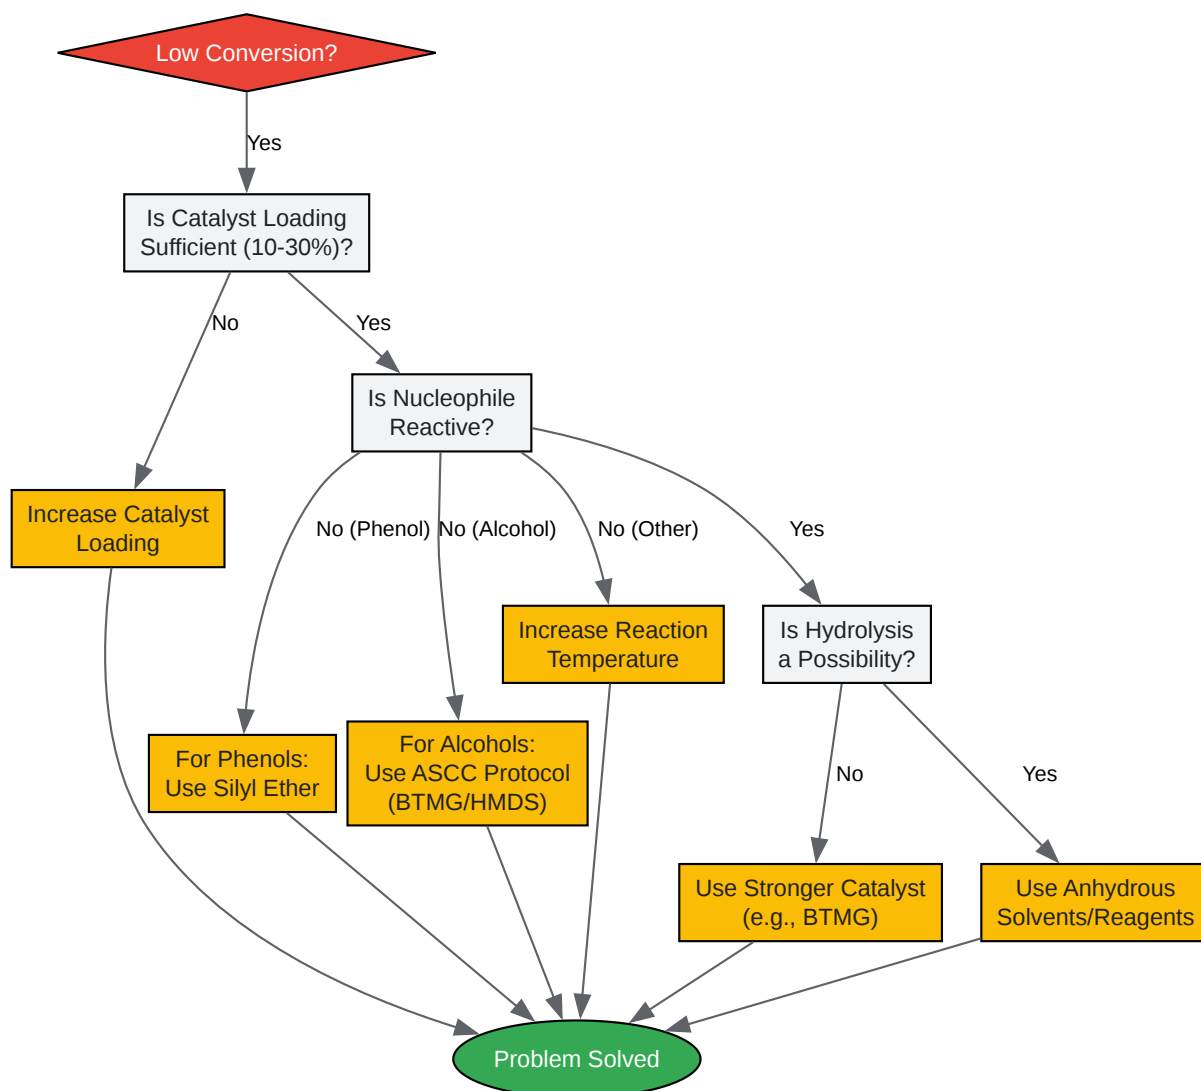 Low Conversion?
Yes
Is Catalyst Loading
Sufficient (10-30%)?
No
Yes
Is Nucleophile
Reactive?
Increase Catalyst
Loading
No (Phenol)
No (Alcohol)
No (Other)
Yes
Increase Reaction
Temperature
Is Hydrolysis
a Possibility?
For Phenols:
Use Silyl Ether
For Alcohols:
Use ASCC Protocol
(BTMG/HMDS)
No
Yes
Use Stronger Catalyst
(e.g., BTMG)
Use Anhydrous
Solvents/Reagents
Problem Solved